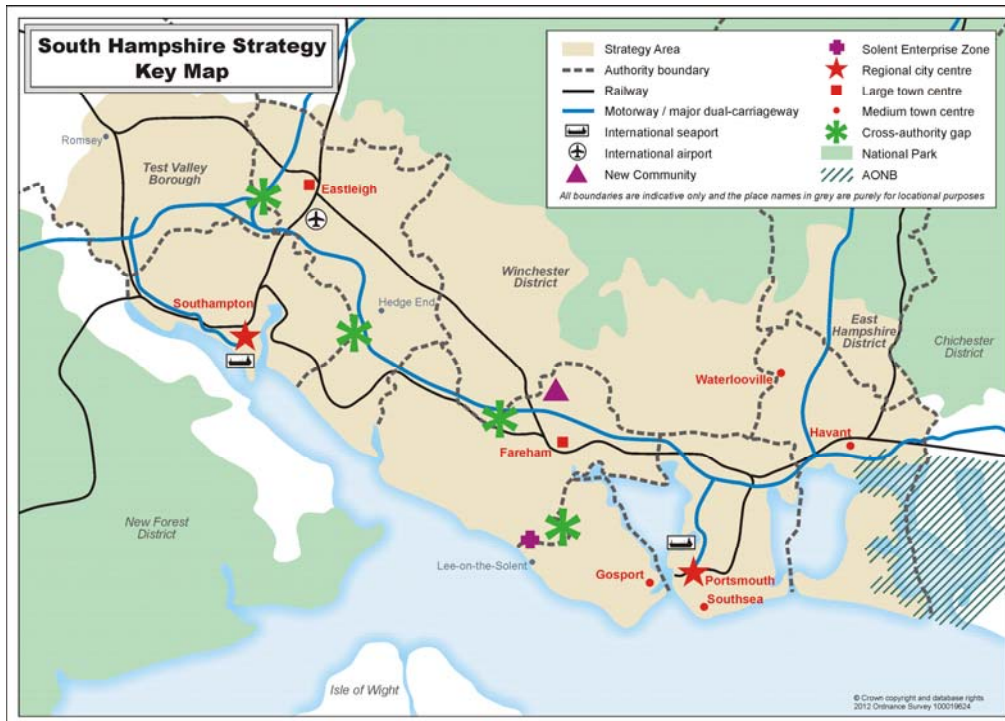 South Hampshire Strategy
Key Map
Strategy Area
Authority boundary
Railway
Motorway / major dual-carriageway
International seaport
International airport
New Community
Solent Enterprise Zone
Regional city centre
Large town centre
Medium town centre
Cross-authority gap
National Park
AONB
All boundaries are indicative only and the place names in grey are purely for locational purposes
Romsey
Test Valley
Borough
Eastleigh
Winchester
District
Southampton
Hedge End
East
Hampshire
District
Chichester
District
Waterlooville
Havant
Fareham
New Forest
District
Lee-on-the-Solent
Gosport
Portsmouth
Southsea
Isle of Wight
© Crown copyright and database rights
2012 Ordnance Survey 100019624